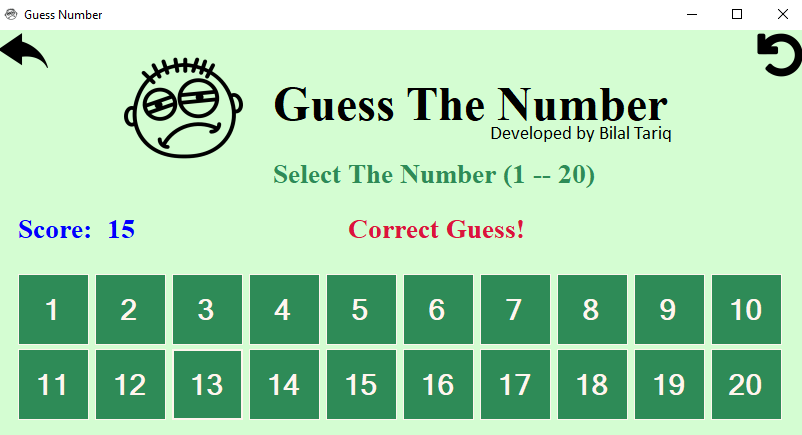 Guess Number
Guess The Number
Developed by Bilal Tariq
Select The Number (1 -- 20)
Score: 15 Correct Guess!
1 2 3 4 5 6 7 8 9 10
11 12 13 14 15 16 17 18 19 20